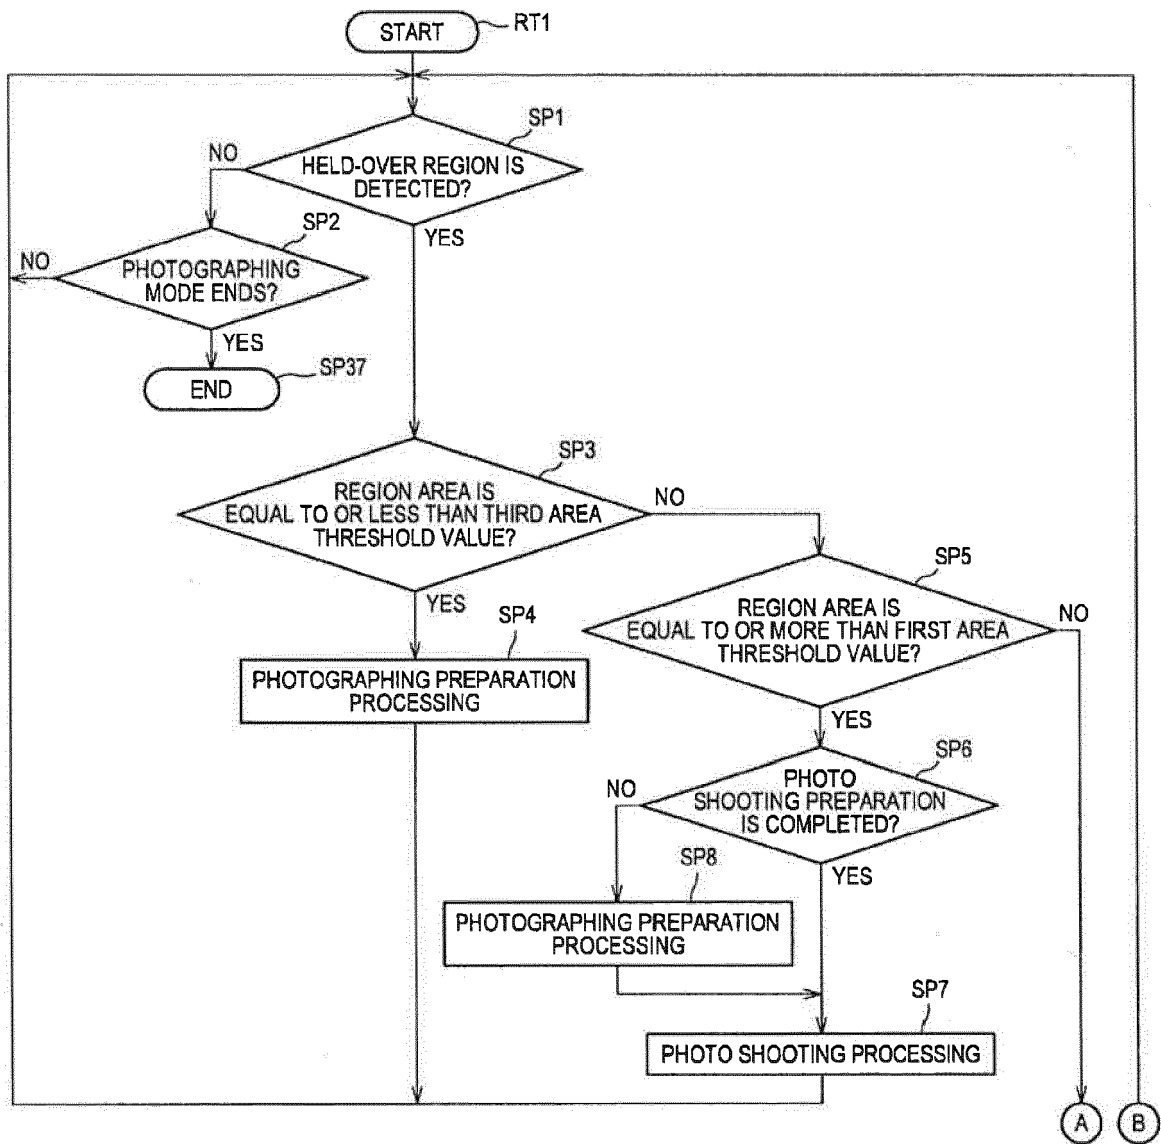 START
RT1
SP1
NO
HELD-OVER REGION IS
DETECTED?
YES
SP2
NO
PHOTOGRAPHING
MODE ENDS?
YES
SP37
END
SP3
REGION AREA IS
EQUAL TO OR LESS THAN THIRD AREA
THRESHOLD VALUE?
NO
YES
SP5
REGION AREA IS
EQUAL TO OR MORE THAN FIRST AREA
THRESHOLD VALUE?
NO
YES
SP4
PHOTOGRAPHING PREPARATION
PROCESSING
SP6
PHOTO
SHOOTING PREPARATION
IS COMPLETED?
NO
YES
SP8
PHOTOGRAPHING PREPARATION
PROCESSING
SP7
PHOTO SHOOTING PROCESSING
A
B